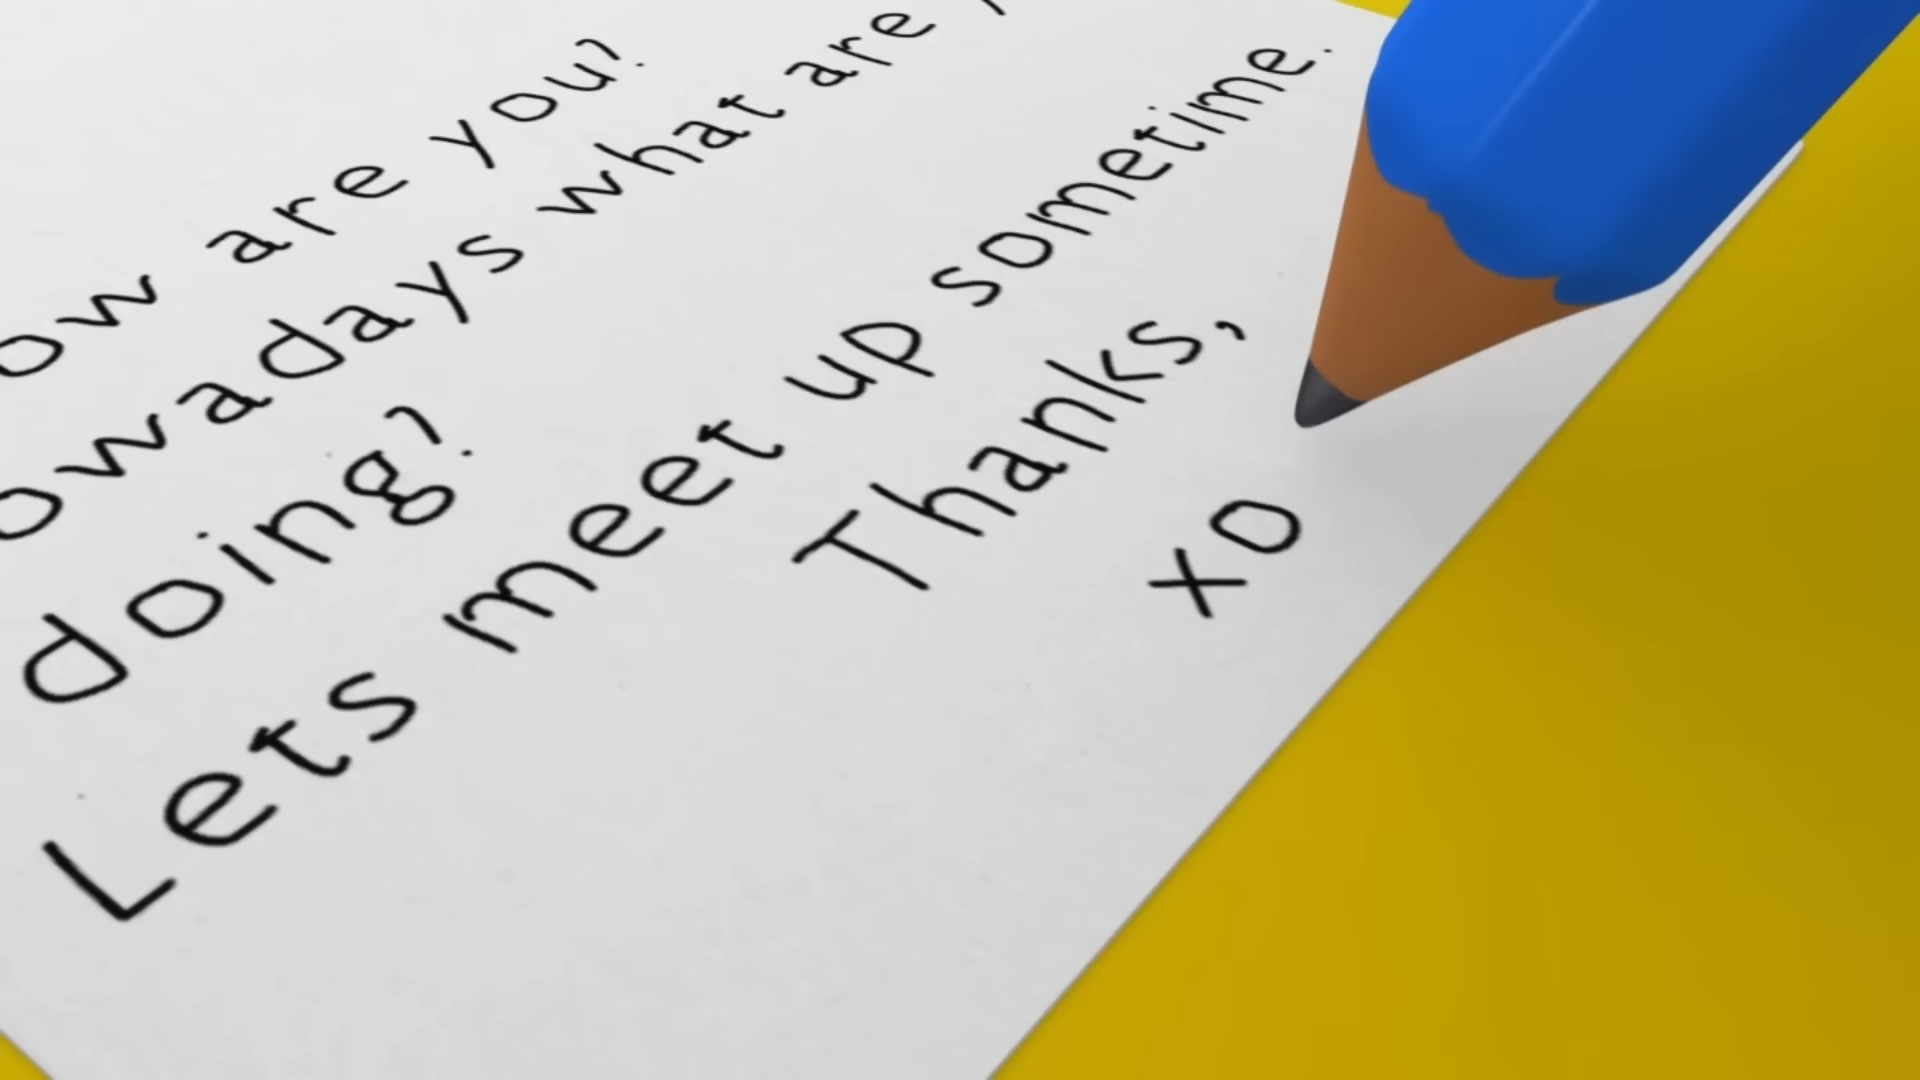 ow are you?
owadays what are
doing?
Lets meet up sometime.
Thanks,
xo